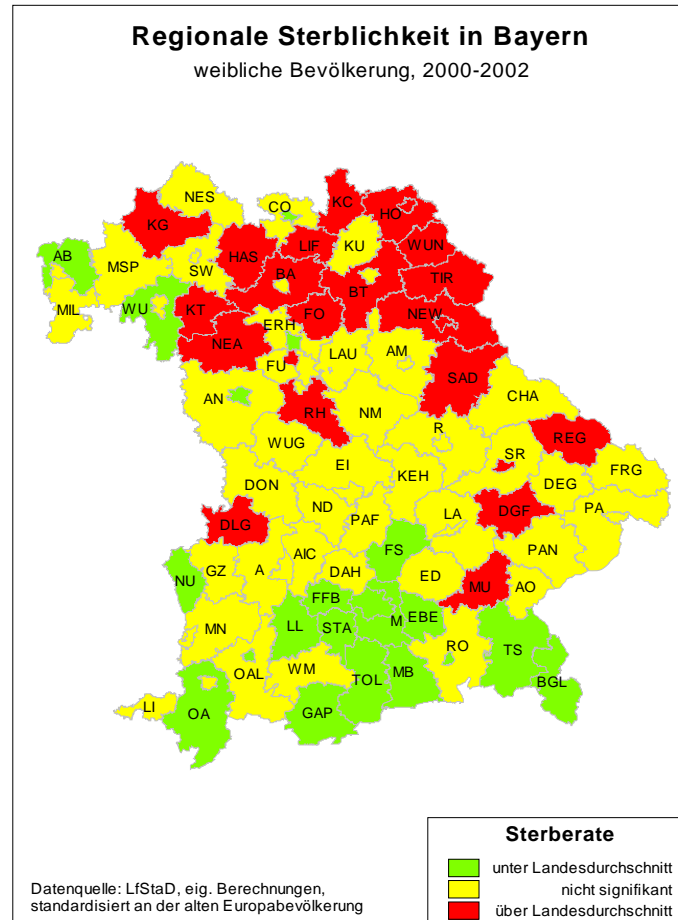 Regionale Sterblichkeit in Bayern
weibliche Bevölkerung, 2000-2002
NES
CO
KC
HO
KG
KU
LIF
WUN
AB
MSP
SW
HAS
BA
BT
TIR
MIL
WU
KT
FO
NEW
ERH
NEA
FU
LAU
AM
SAD
AN
RH
NM
CHA
R
WUG
REG
EI
SR
KEH
DEG
FRG
DON
ND
PAF
LA
DGF
PA
DLG
FS
PAN
AIC
GZ
A
DAH
ED
NU
MU
AO
FFB
LL
STA
M
EBE
MN
RO
TS
OAL
WM
TOL
MB
BGL
LI
OA
GAP
Sterberate
unter Landesdurchschnitt
nicht signifikant
über Landesdurchschnitt
Datenquelle: LfStaD, eig. Berechnungen,
standardisiert an der alten Europabevölkerung